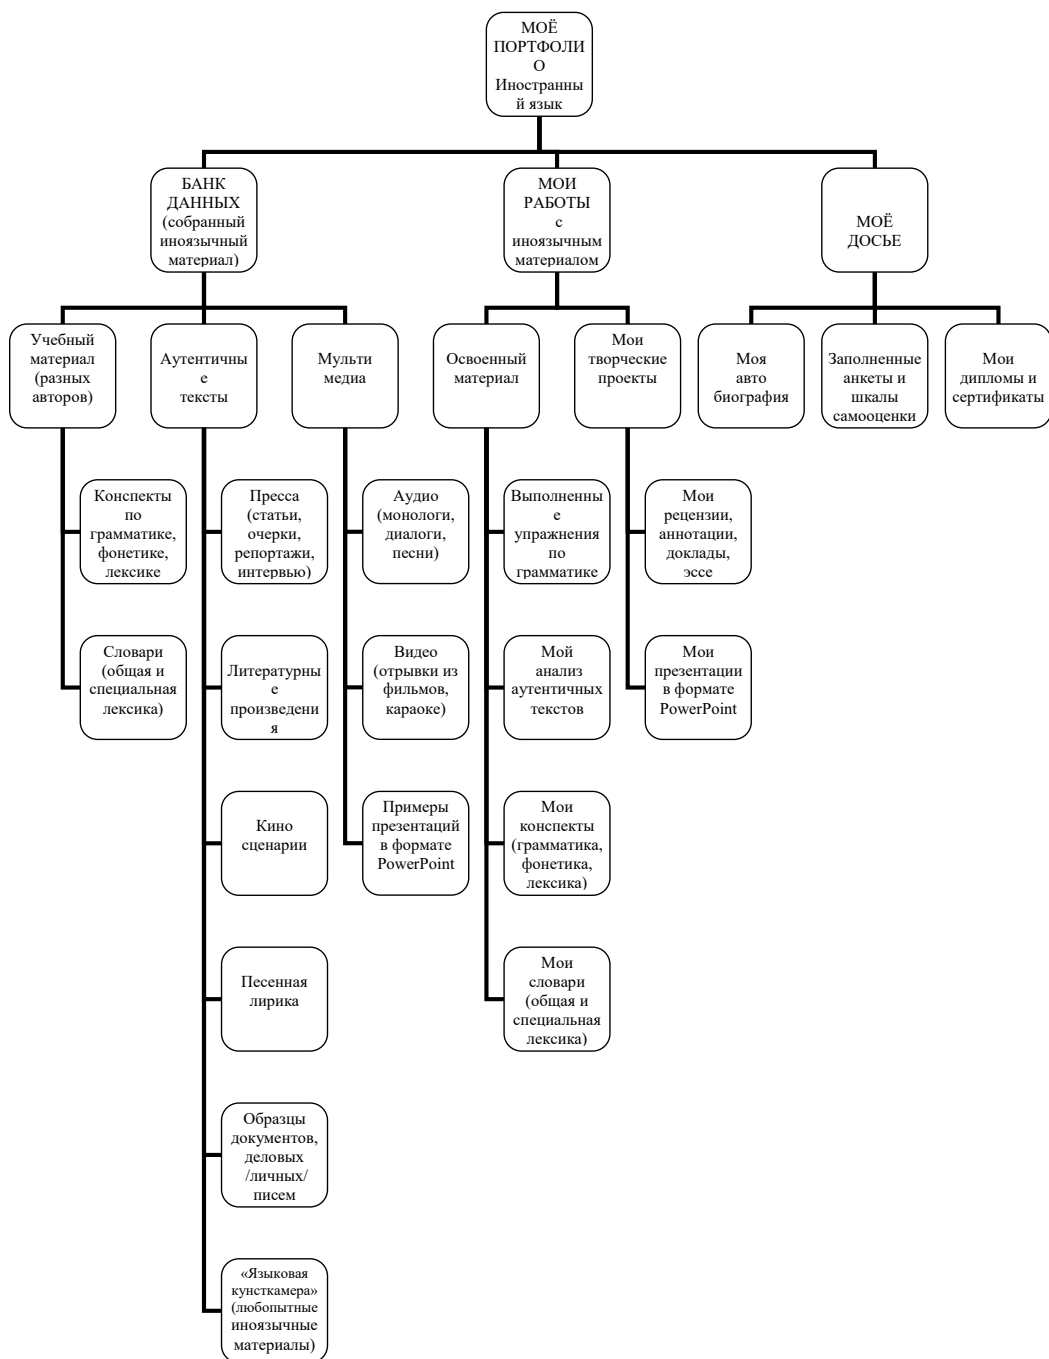 МОЁ
ПОРТФОЛИ
О
Иностранны
й язык
БАНК
ДАННЫХ
(собранный
иноязычный
материал)
МОИ
РАБОТЫ
с
иноязычным
материалом
МОЁ
ДОСЬЕ
Учебный
материал
(разных
авторов)
Аутентичны
е
тексты
Мульти
медиа
Освоенный
материал
Мои
творческие
проекты
Моя
авто
биография
Заполненные
анкеты и
шкалы
самооценки
Мои
дипломы и
сертификаты
Конспекты
по
грамматике,
фонетике,
лексике
Пресса
(статьи,
очерки,
репортажи,
интервью)
Аудио
(монологи,
диалоги,
песни)
Выполненны
е
упражнения
по
грамматике
Мои
рецензии,
аннотации,
доклады,
эссе
Словари
(общая и
специальная
лексика)
Литературны
е
произведени
я
Видео
(отрывки из
фильмов,
караоке)
Мой
анализ
аутентичных
текстов
Мои
презентации
в формате
PowerPoint
Кино
сценарии
Примеры
презентаций
в формате
PowerPoint
Мои
конспекты
(грамматика,
фонетика,
лексика)
Песенная
лирика
Мои
словари
(общая и
специальная
лексика)
Образцы
документов,
деловых
/личных/
писем
«Языковая
кунсткамера»
(любопытные
иноязычные
материалы)